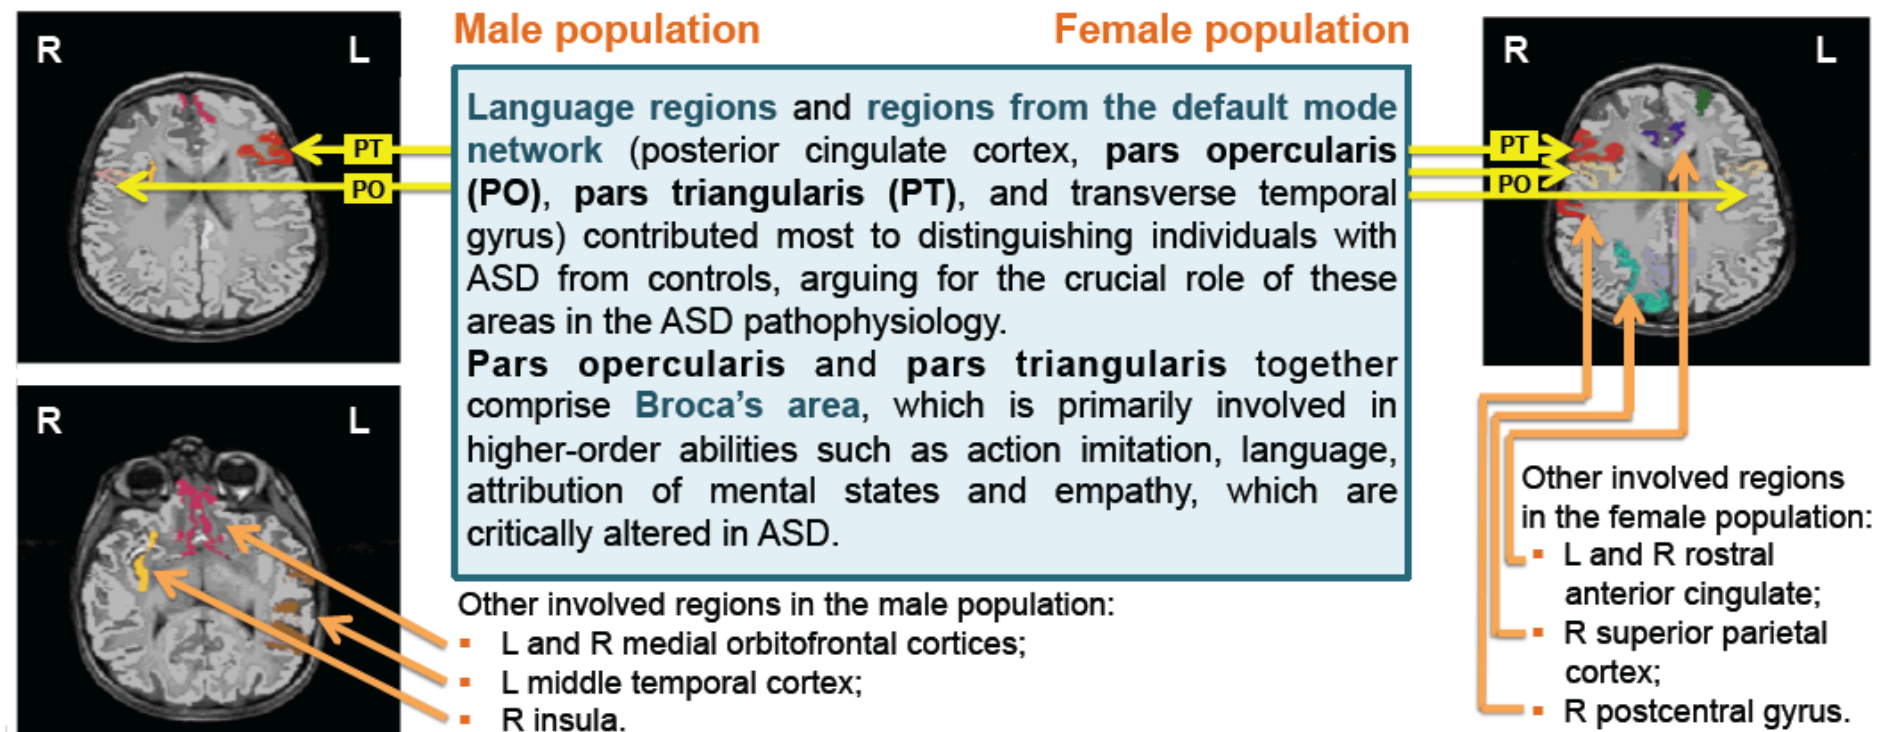 Male population
Female population
R
L
PT
PO
R
L
Language regions and regions from the default mode
network (posterior cingulate cortex, pars opercularis
(PO), pars triangularis (PT), and transverse temporal
gyrus) contributed most to distinguishing individuals with
ASD from controls, arguing for the crucial role of these
areas in the ASD pathophysiology.
Pars opercularis and pars triangularis together
comprise Broca's area, which is primarily involved in
higher-order abilities such as action imitation, language,
attribution of mental states and empathy, which are
critically altered in ASD.
R
L
PT
PO
Other involved regions in the male population:
▪ L and R medial orbitofrontal cortices;
▪ L middle temporal cortex;
▪ R insula.
Other involved regions
in the female population:
▪ L and R rostral
anterior cingulate;
▪ R superior parietal
cortex;
▪ R postcentral gyrus.